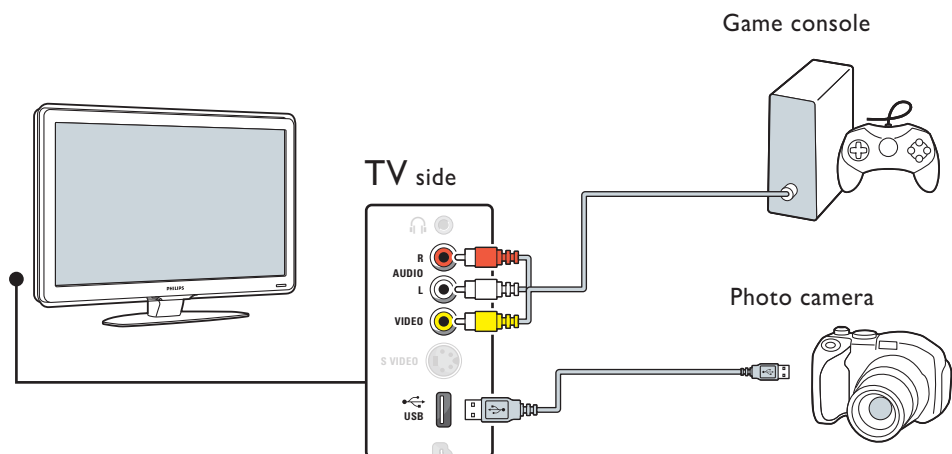 Game console
TV side
R
AUDIO
L
VIDEO
S VIDEO
USB
PHILIPS
Photo camera